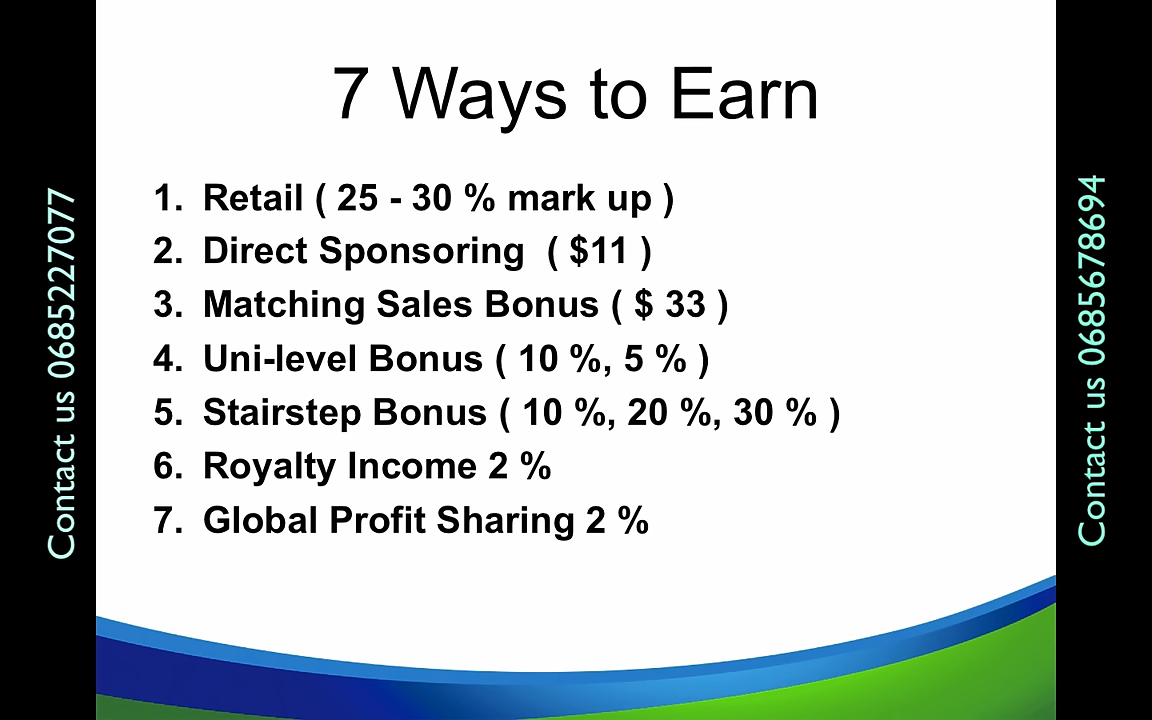 7 Ways to Earn
1. Retail ( 25 - 30 % mark up )
2. Direct Sponsoring ( $11 )
3. Matching Sales Bonus ( $ 33 )
4. Uni-level Bonus ( 10 %, 5 % )
5. Stairstep Bonus ( 10 %, 20 %, 30 % )
6. Royalty Income 2 %
7. Global Profit Sharing 2 %
Contact us 0685227077
Contact us 0685678694